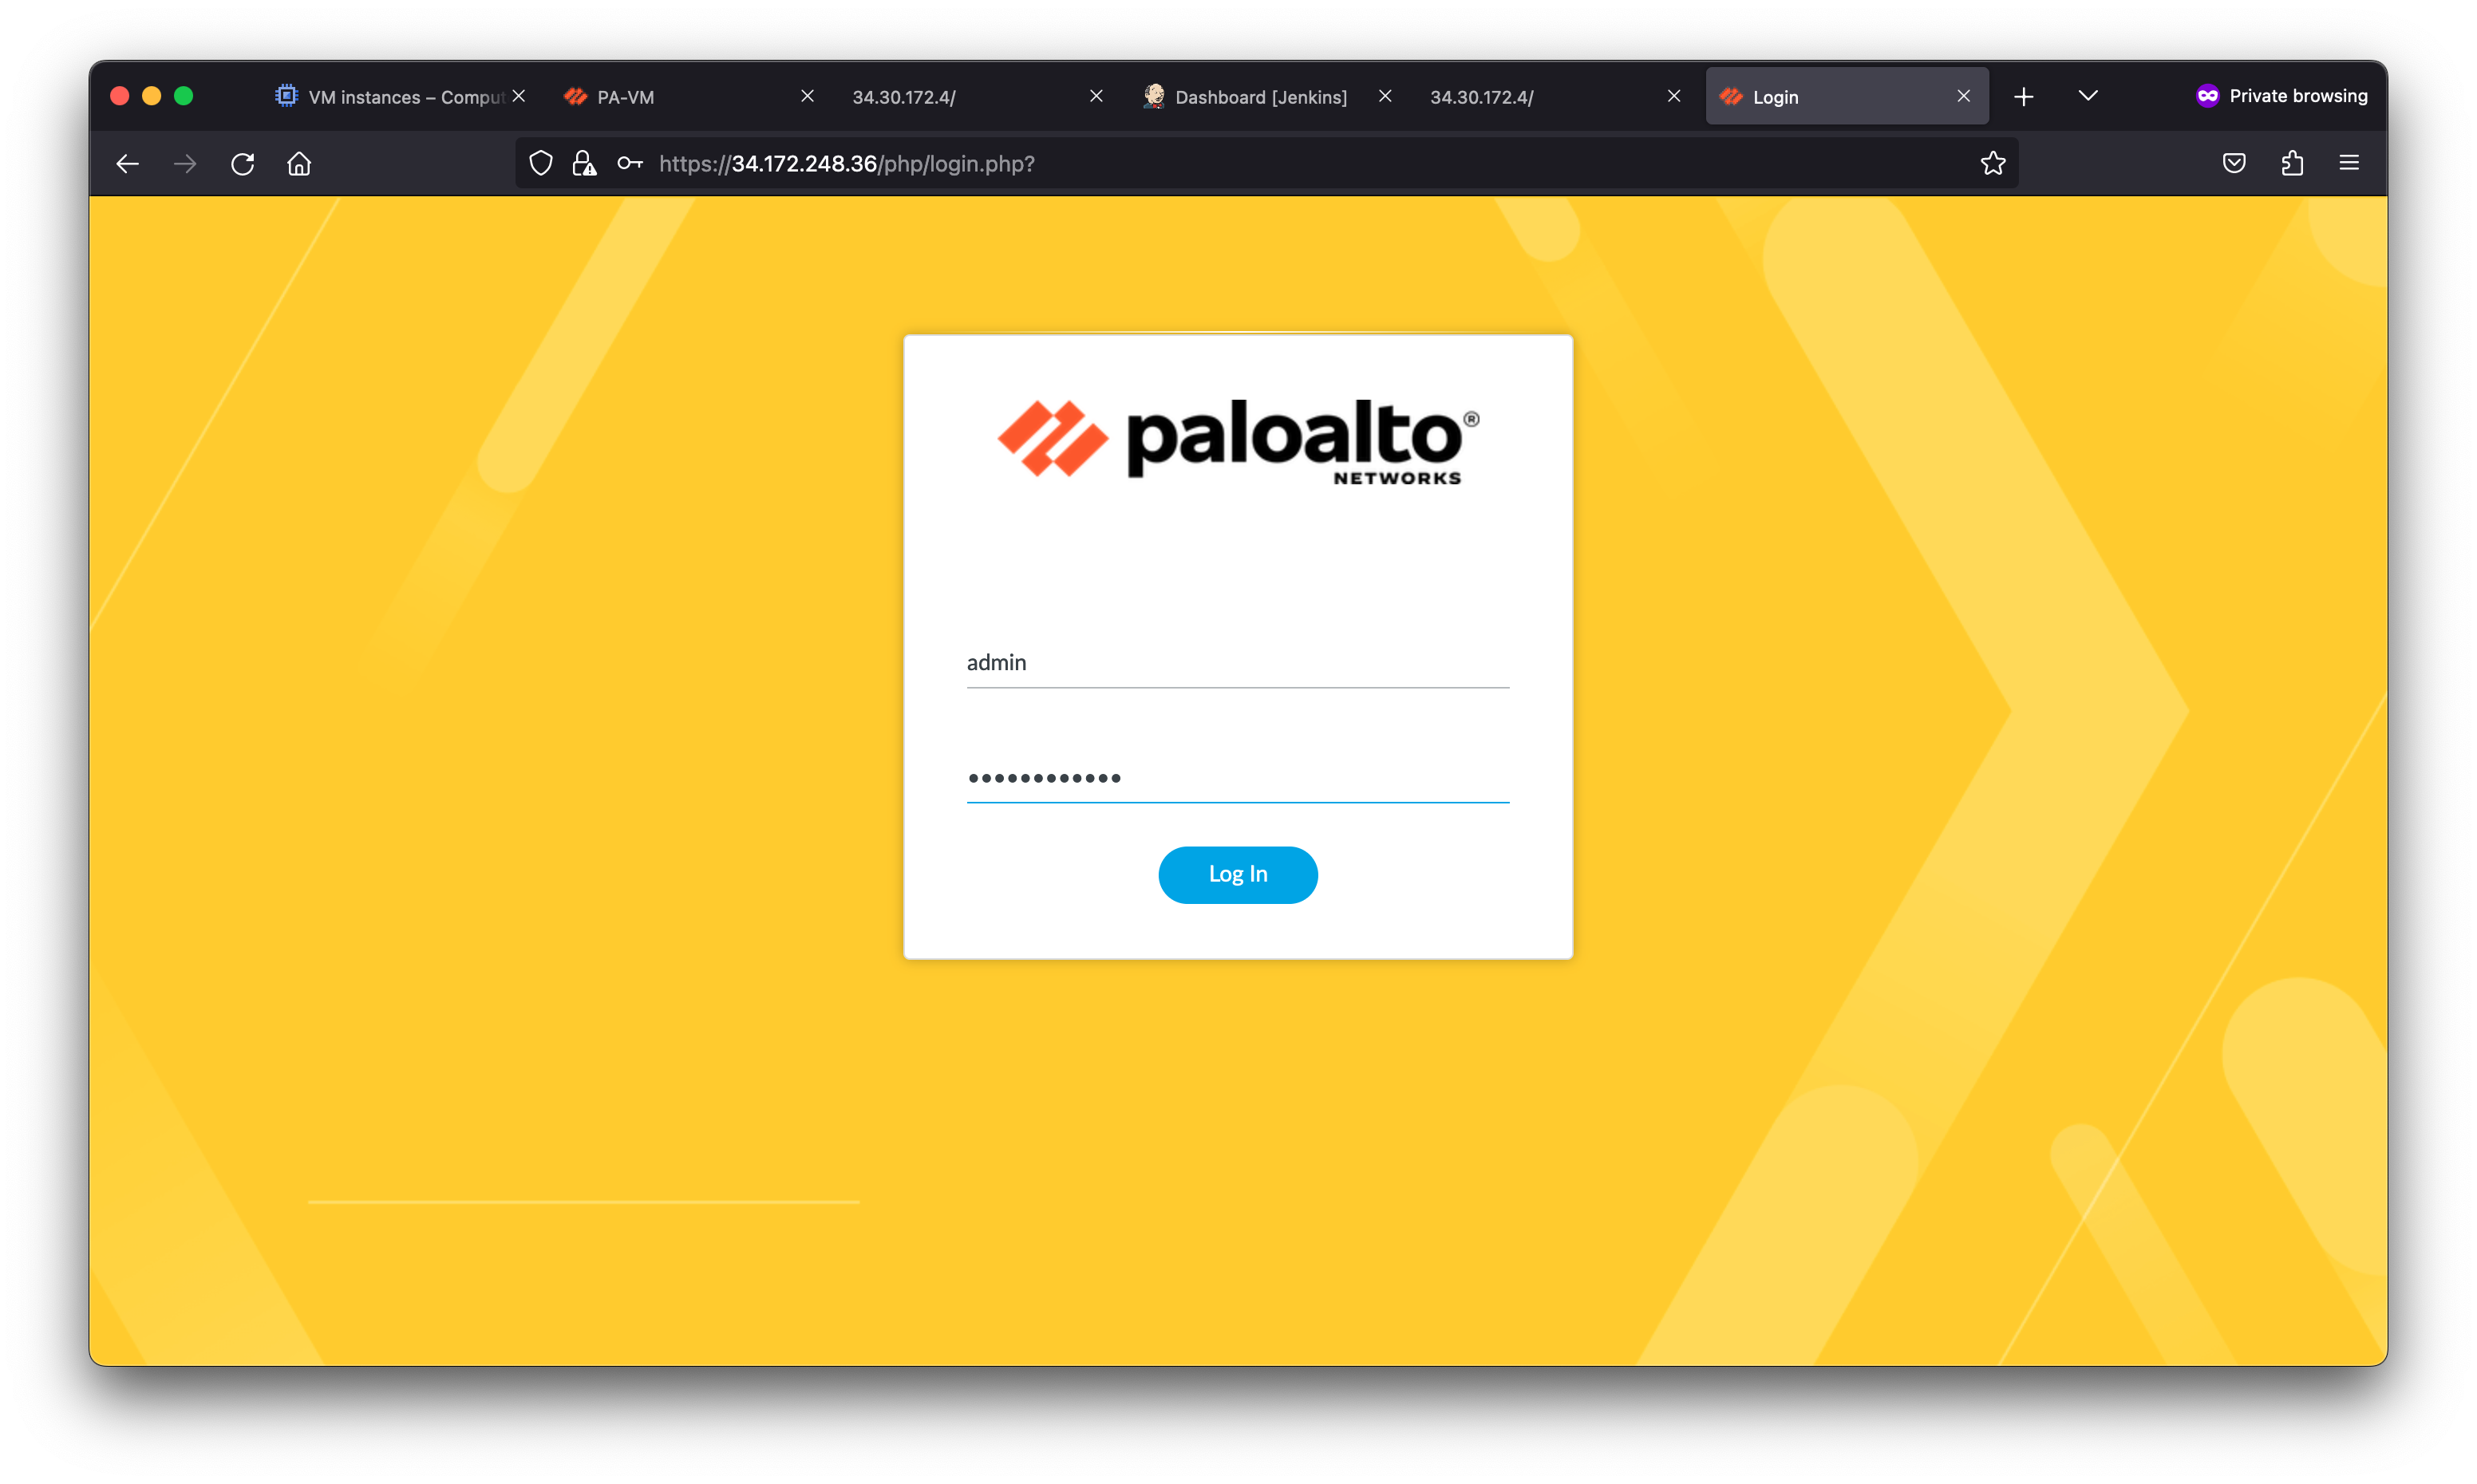 VM instances – Comput
PA-VM
34.30.172.4/
Dashboard [Jenkins]
34.30.172.4/
Login
Private browsing
https://34.172.248.36/php/login.php?
paloalto®
NETWORKS
admin
••••••••••••
Log In